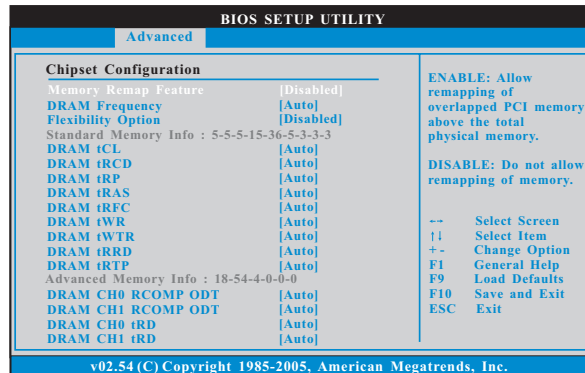 BIOS SETUP UTILITY
Advanced
Chipset Configuration
Memory Remap Feature [Disabled]
DRAM Frequency [Auto]
Flexibility Option [Disabled]
Standard Memory Info : 5-5-5-15-36-5-3-3-3
DRAM tCL [Auto]
DRAM tRCD [Auto]
DRAM tRP [Auto]
DRAM tRAS [Auto]
DRAM tRFC [Auto]
DRAM tWR [Auto]
DRAM tWTR [Auto]
DRAM tRRD [Auto]
DRAM tRTP [Auto]
Advanced Memory Info : 18-54-4-0-0-0
DRAM CH0 RCOMP ODT [Auto]
DRAM CH1 RCOMP ODT [Auto]
DRAM CH0 tRD [Auto]
DRAM CH1 tRD [Auto]
ENABLE: Allow
remapping of
overlapped PCI memory
above the total
physical memory.
DISABLE: Do not allow
remapping of memory.
←→ Select Screen
↑↓ Select Item
+ - Change Option
F1 General Help
F9 Load Defaults
F10 Save and Exit
ESC Exit
v02.54 (C) Copyright 1985-2005, American Megatrends, Inc.